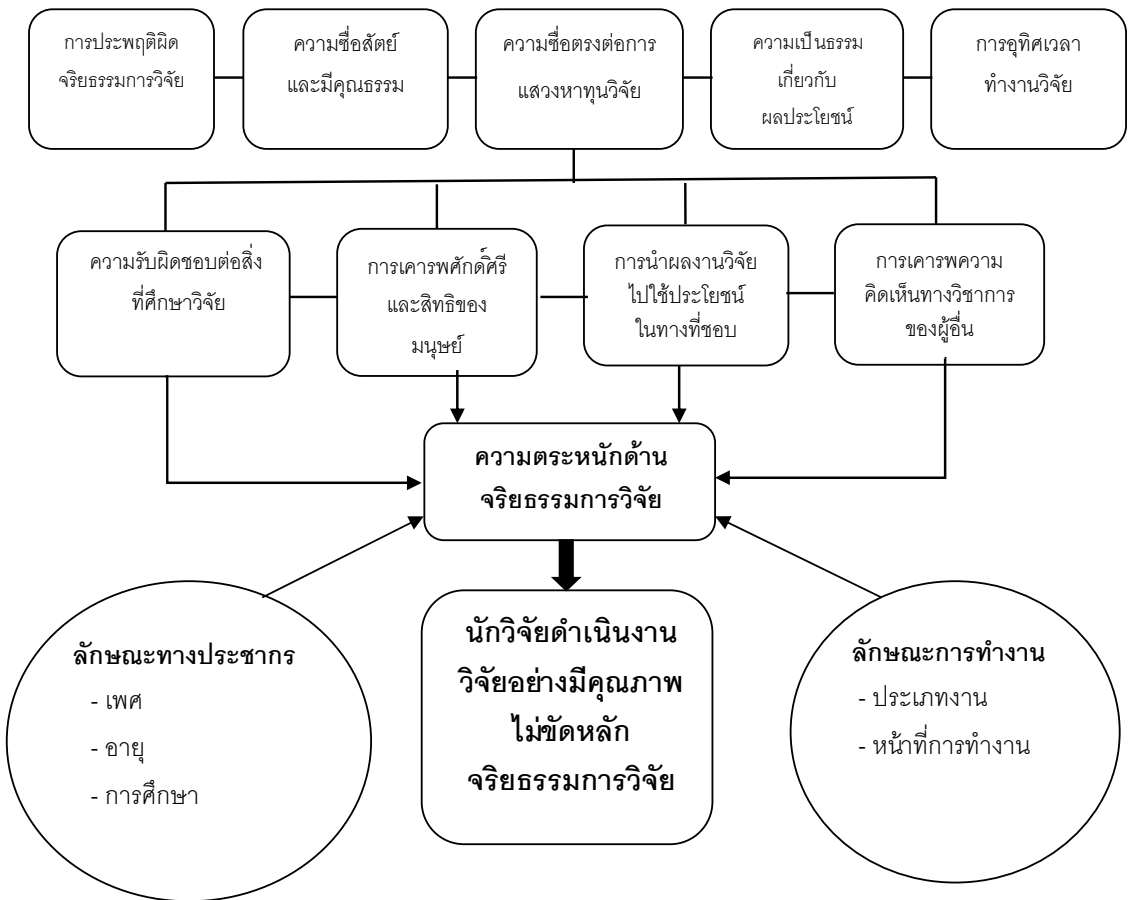 การประพฤติผิด
จริยธรรมการวิจัย
ความซื่อสัตย์
และมีคุณธรรม
ความซื่อตรงต่อการ
แสวงหาทุนวิจัย
ความเป็นธรรม
เกี่ยวกับ
ผลประโยชน์
การอุทิศเวลา
ทำงานวิจัย
ความรับผิดชอบต่อสิ่ง
ที่ศึกษาวิจัย
การเคารพศักดิ์ศรี
และสิทธิของ
มนุษย์
การนำผลงานวิจัย
ไปใช้ประโยชน์
ในทางที่ชอบ
การเคารพความ
คิดเห็นทางวิชาการ
ของผู้อื่น
ความตระหนักด้าน
จริยธรรมการวิจัย
ลักษณะทางประชากร
- เพศ
- อายุ
- การศึกษา
นักวิจัยดำเนินงาน
วิจัยอย่างมีคุณภาพ
ไม่ขัดหลัก
จริยธรรมการวิจัย
ลักษณะการทำงาน
- ประเภทงาน
- หน้าที่การทำงาน